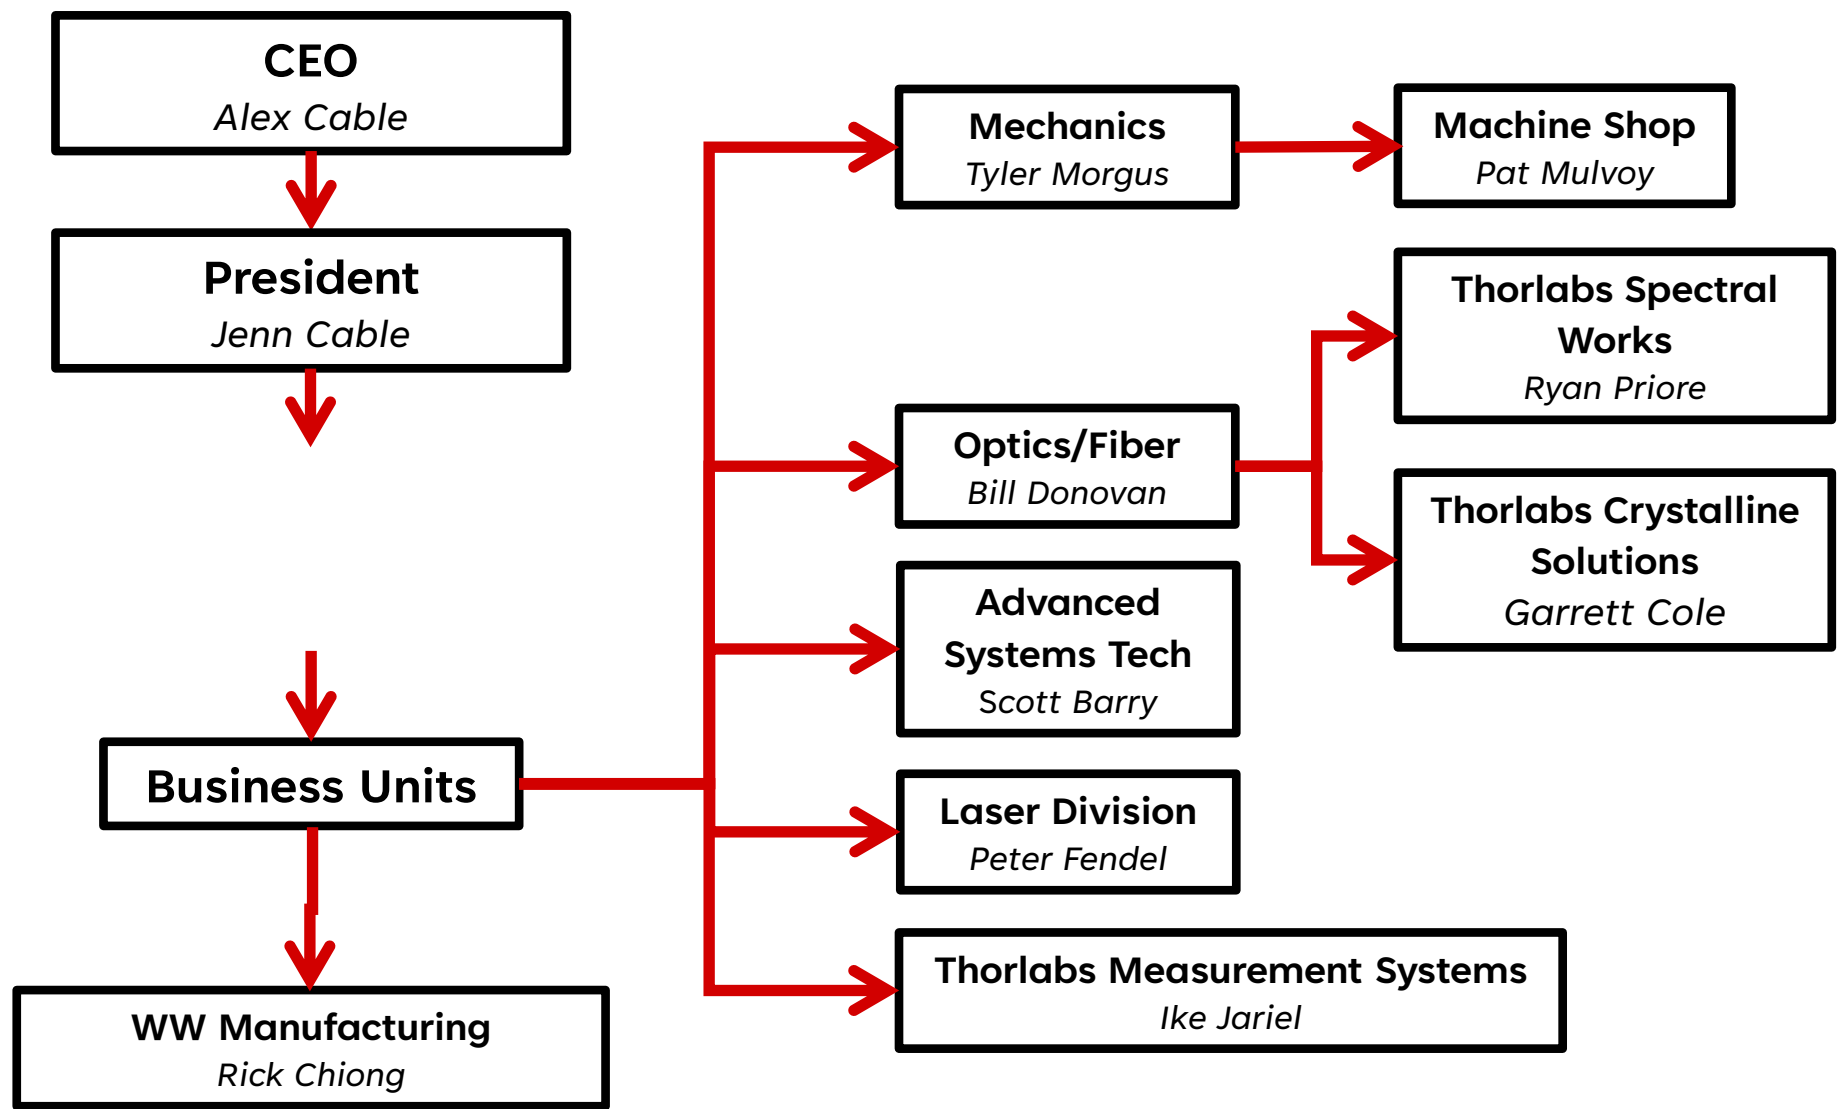 CEO
Alex Cable
President
Jenn Cable
Business Units
WW Manufacturing
Rick Chiong
Mechanics
Tyler Morgus
Machine Shop
Pat Mulvoy
Optics/Fiber
Bill Donovan
Thorlabs Spectral
Works
Ryan Priore
Thorlabs Crystalline
Solutions
Garrett Cole
Advanced
Systems Tech
Scott Barry
Laser Division
Peter Fendel
Thorlabs Measurement Systems
Ike Jariel